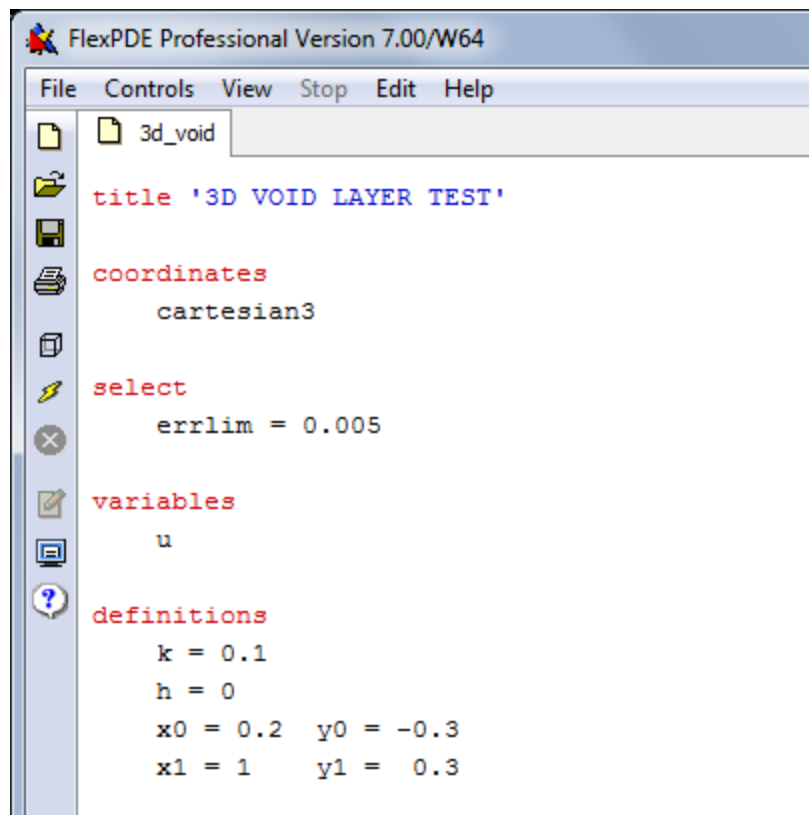 FlexPDE Professional Version 7.00/W64
File Controls View Stop Edit Help
3d_void
title '3D VOID LAYER TEST'
coordinates
cartesian3
select
errlim = 0.005
variables
u
definitions
k = 0.1
h = 0
x0 = 0.2 y0 = -0.3
x1 = 1 y1 = 0.3